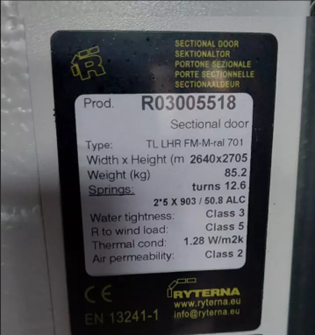 SECTIONAL DOOR
SEKTIONALTOR
PORTONE SEZIONALE
PORTE SECTIONNELLE
SECTIONAALDEUR
Prod. R03005518
Sectional door
Type: TL LHR FM-M-ral 701
Width x Height (m 2640x2705
Weight (kg) 85.2
Springs: turns 12.6
2*5 X 903 / 50.8 ALC
Water tightness: Class 3
R to wind load: Class 5
Thermal cond: 1.28 W/m2k
Air permeability: Class 2
CE
EN 13241-1
RYTERNA
www.ryterna.eu
info@ryterna.eu